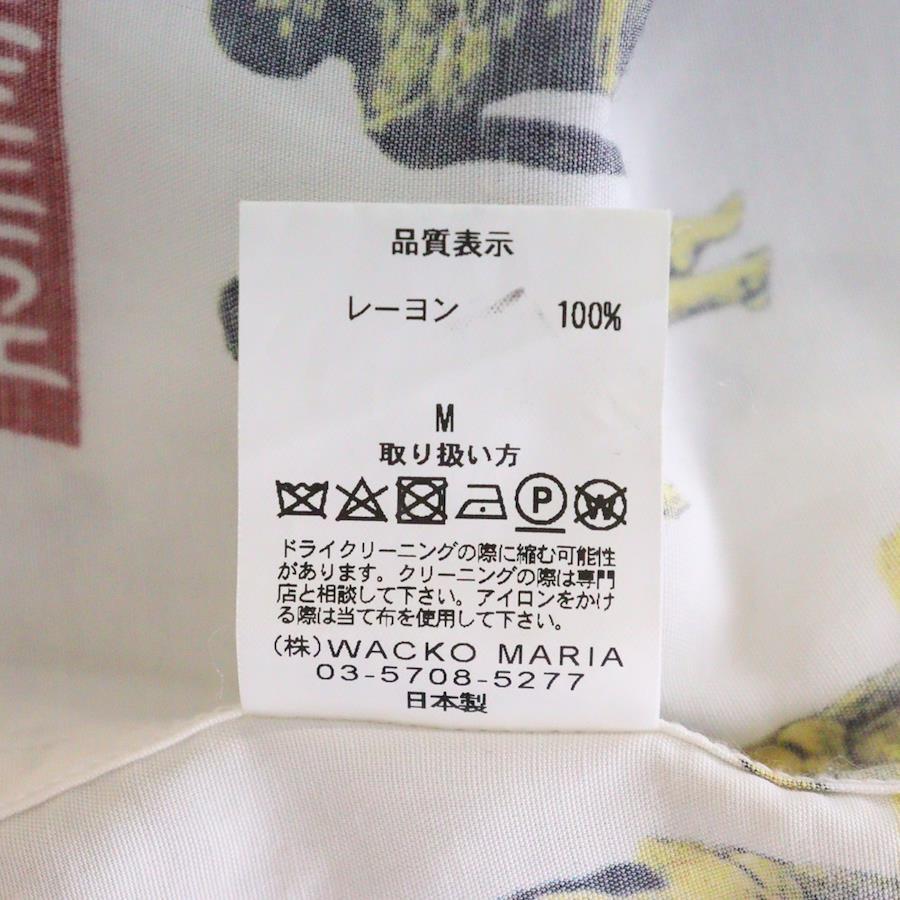 品質表示
レーヨン 100%
M
取り扱い方
P W
ドライクリーニングの際に縮む可能性
があります。クリーニングの際は専門
店と相談して下さい。アイロンをかけ
る際は当て布を使用して下さい。
(株)WACKO MARIA
03-5708-5277
日本製